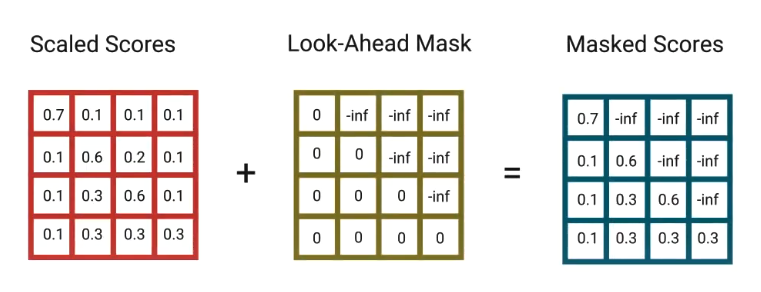 Scaled Scores Look-Ahead Mask Masked Scores
0.7 0.1 0.1 0.1 0 -inf -inf -inf 0.7 -inf -inf -inf
0.1 0.6 0.2 0.1 0 0 -inf -inf 0.1 0.6 -inf -inf
+ =
0.1 0.3 0.6 0.1 0 0 0 -inf 0.1 0.3 0.6 -inf
0.1 0.3 0.3 0.3 0 0 0 0 0.1 0.3 0.3 0.3